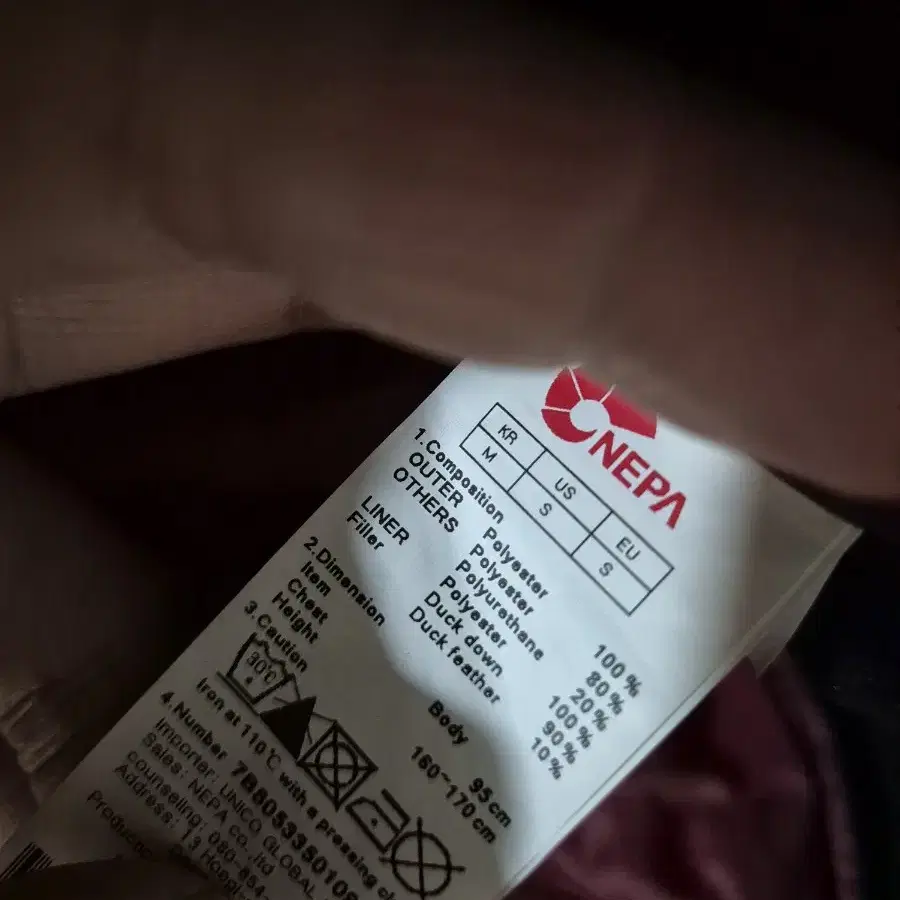 NEPA
KR US EU
M S S
1.Composition
OUTER Polyester 100%
OTHERS Polyester 80%
Polyurethane 20%
LINER Polyester 100%
Filler Duck down 90%
Duck feather 10%
2.Dimension
Item Body
Chest 95cm
Height 160~170cm
3.Caution
30℃
Iron at 110℃ with a pressing
4.Number
Importer: UNICO GLOBAL
Sales: NEPA co.,ltd
counseling: 080-
Address: 13